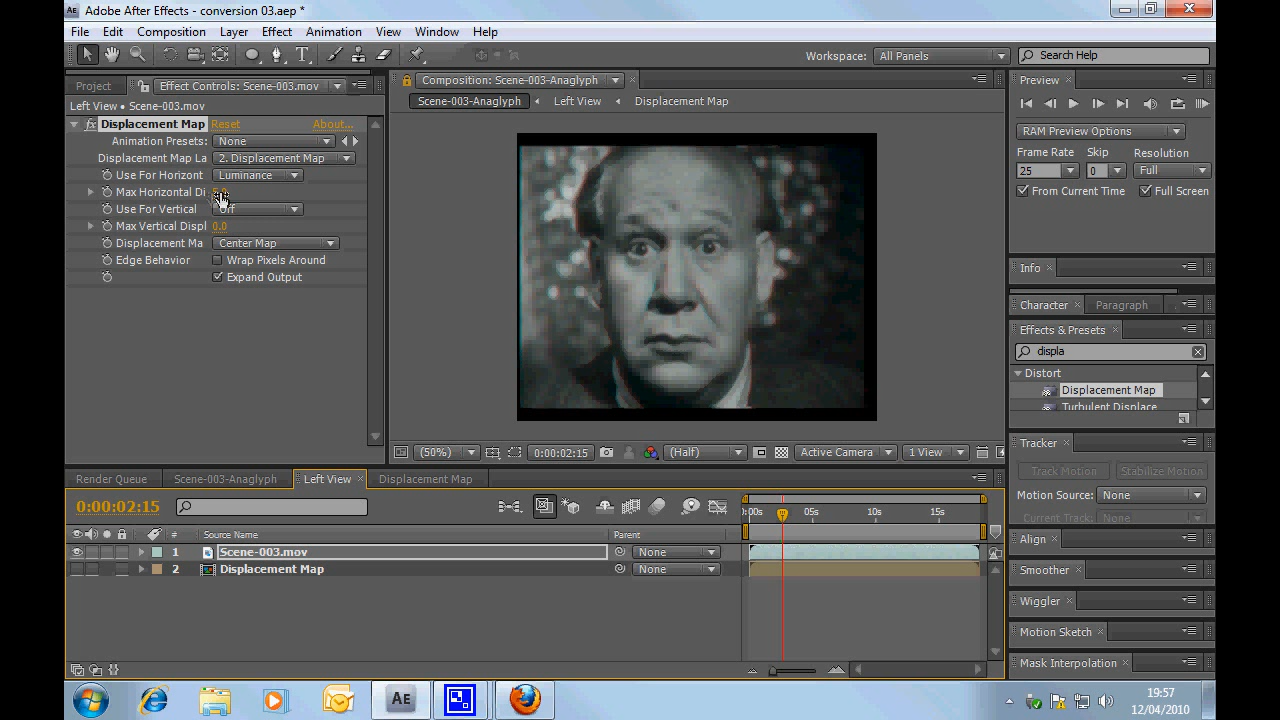 Adobe After Effects - conversion 03.aep *
File Edit Composition Layer Effect Animation View Window Help
Workspace: All Panels Search Help
Project Effect Controls: Scene-003.mov
Left View • Scene-003.mov
Displacement Map Reset About...
Animation Presets: None
Displacement Map La 2. Displacement Map
Use For Horizont Luminance
Max Horizontal Di
Use For Vertical Off
Max Vertical Displ 0.0
Displacement Ma Center Map
Edge Behavior Wrap Pixels Around
Expand Output
Composition: Scene-003-Anaglyph
Scene-003-Anaglyph Left View Displacement Map
(50%) 0:00:02:15 (Half) Active Camera 1 View
Preview
RAM Preview Options
Frame Rate Skip Resolution
25 0 Full
From Current Time Full Screen
Info
Character Paragraph
Effects & Presets
displa
Distort
Displacement Map
Turbulent Displace
Tracker
Track Motion Stabilize Motion
Motion Source: None
Current Track: None
Align
Smoother
Wiggler
Motion Sketch
Mask Interpolation
Render Queue Scene-003-Anaglyph Left View Displacement Map
0:00:02:15
:00s 05s 10s 15s
# Source Name Parent
1 Scene-003.mov None
2 Displacement Map None
AE
19:57
12/04/2010